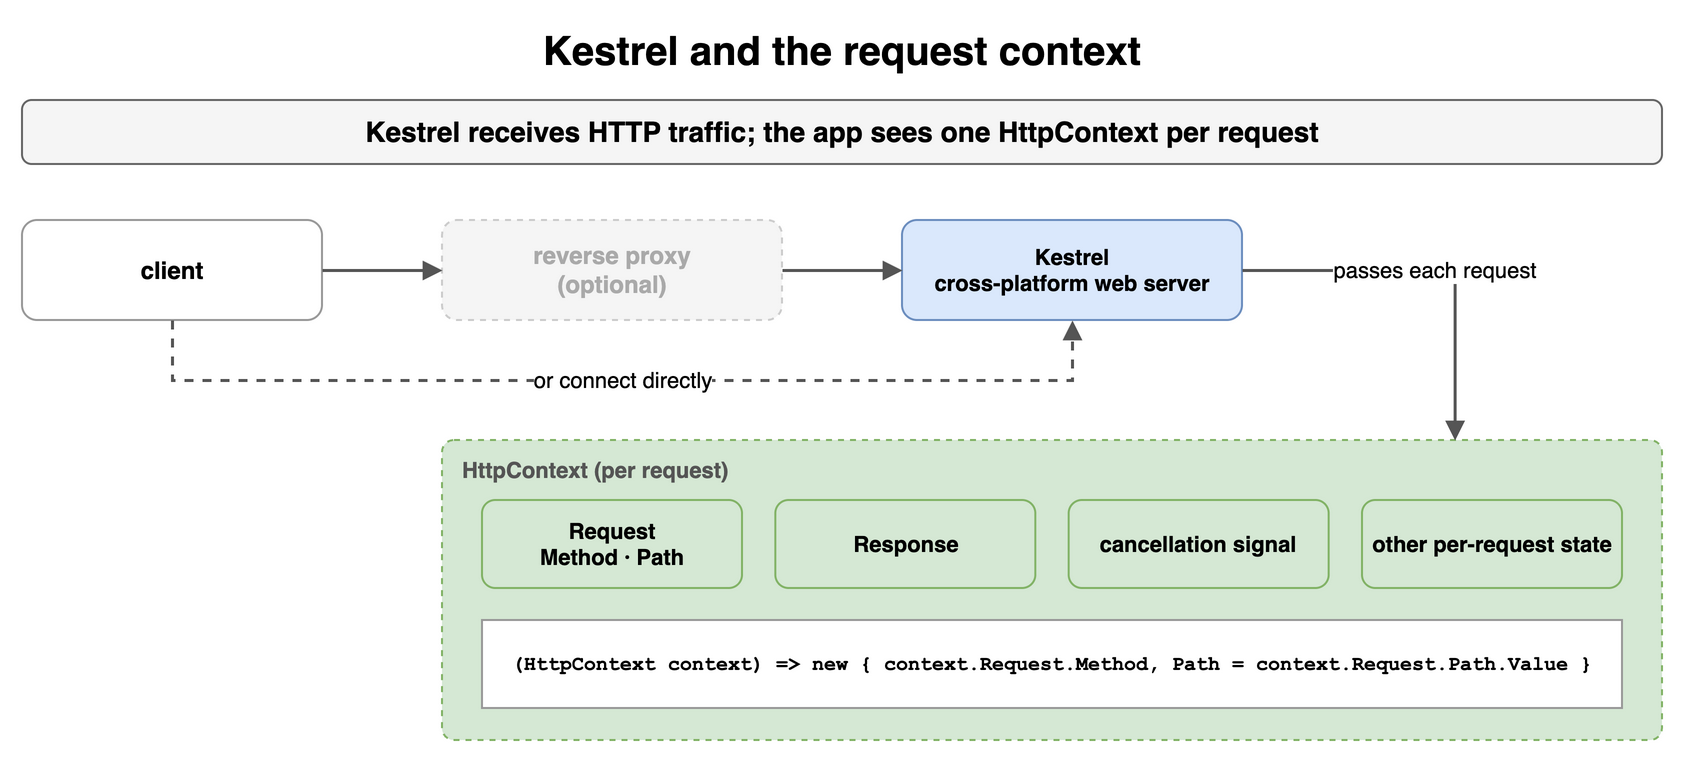 Kestrel and the request context
Kestrel receives HTTP traffic; the app sees one HttpContext per request
client
reverse proxy
(optional)
Kestrel
cross-platform web server
passes each request
or connect directly
HttpContext (per request)
Request
Method · Path
Response
cancellation signal
other per-request state
(HttpContext context) => new { context.Request.Method, Path = context.Request.Path.Value }